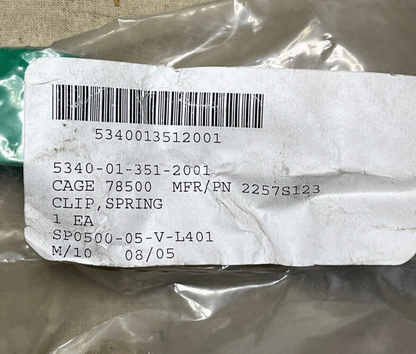 5340013512001
5340-01-351-2001
CAGE 78500 MFR/PN 2257S123
CLIP,SPRING
1 EA
SP0500-05-V-L401
M/10 08/05